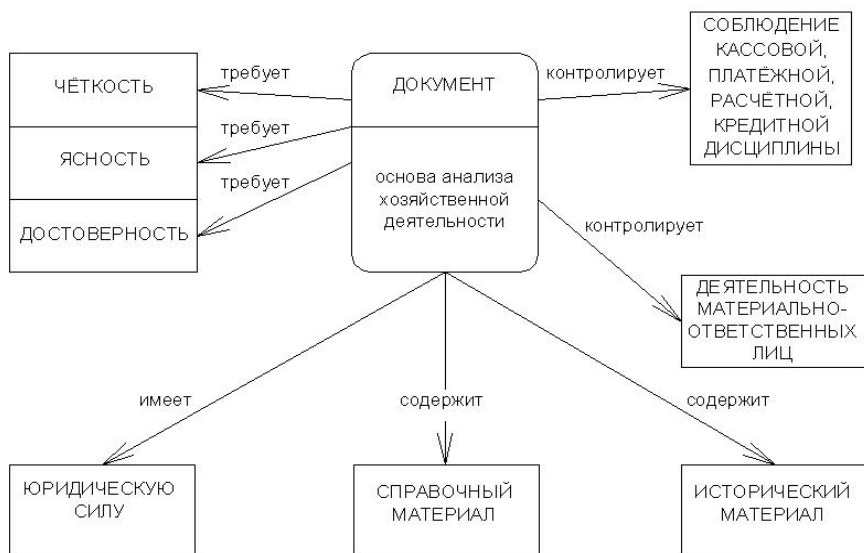 ЧЁТКОСТЬ
ЯСНОСТЬ
ДОСТОВЕРНОСТЬ
требует
требует
требует
ДОКУМЕНТ
основа анализа
хозяйственной
деятельности
контролирует
СОБЛЮДЕНИЕ
КАССОВОЙ,
ПЛАТЁЖНОЙ,
РАСЧЁТНОЙ,
КРЕДИТНОЙ
ДИСЦИПЛИНЫ
контролирует
ДЕЯТЕЛЬНОСТЬ
МАТЕРИАЛЬНО-
ОТВЕТСТВЕННЫХ
ЛИЦ
имеет
содержит
содержит
ЮРИДИЧЕСКУЮ
СИЛУ
СПРАВОЧНЫЙ
МАТЕРИАЛ
ИСТОРИЧЕСКИЙ
МАТЕРИАЛ